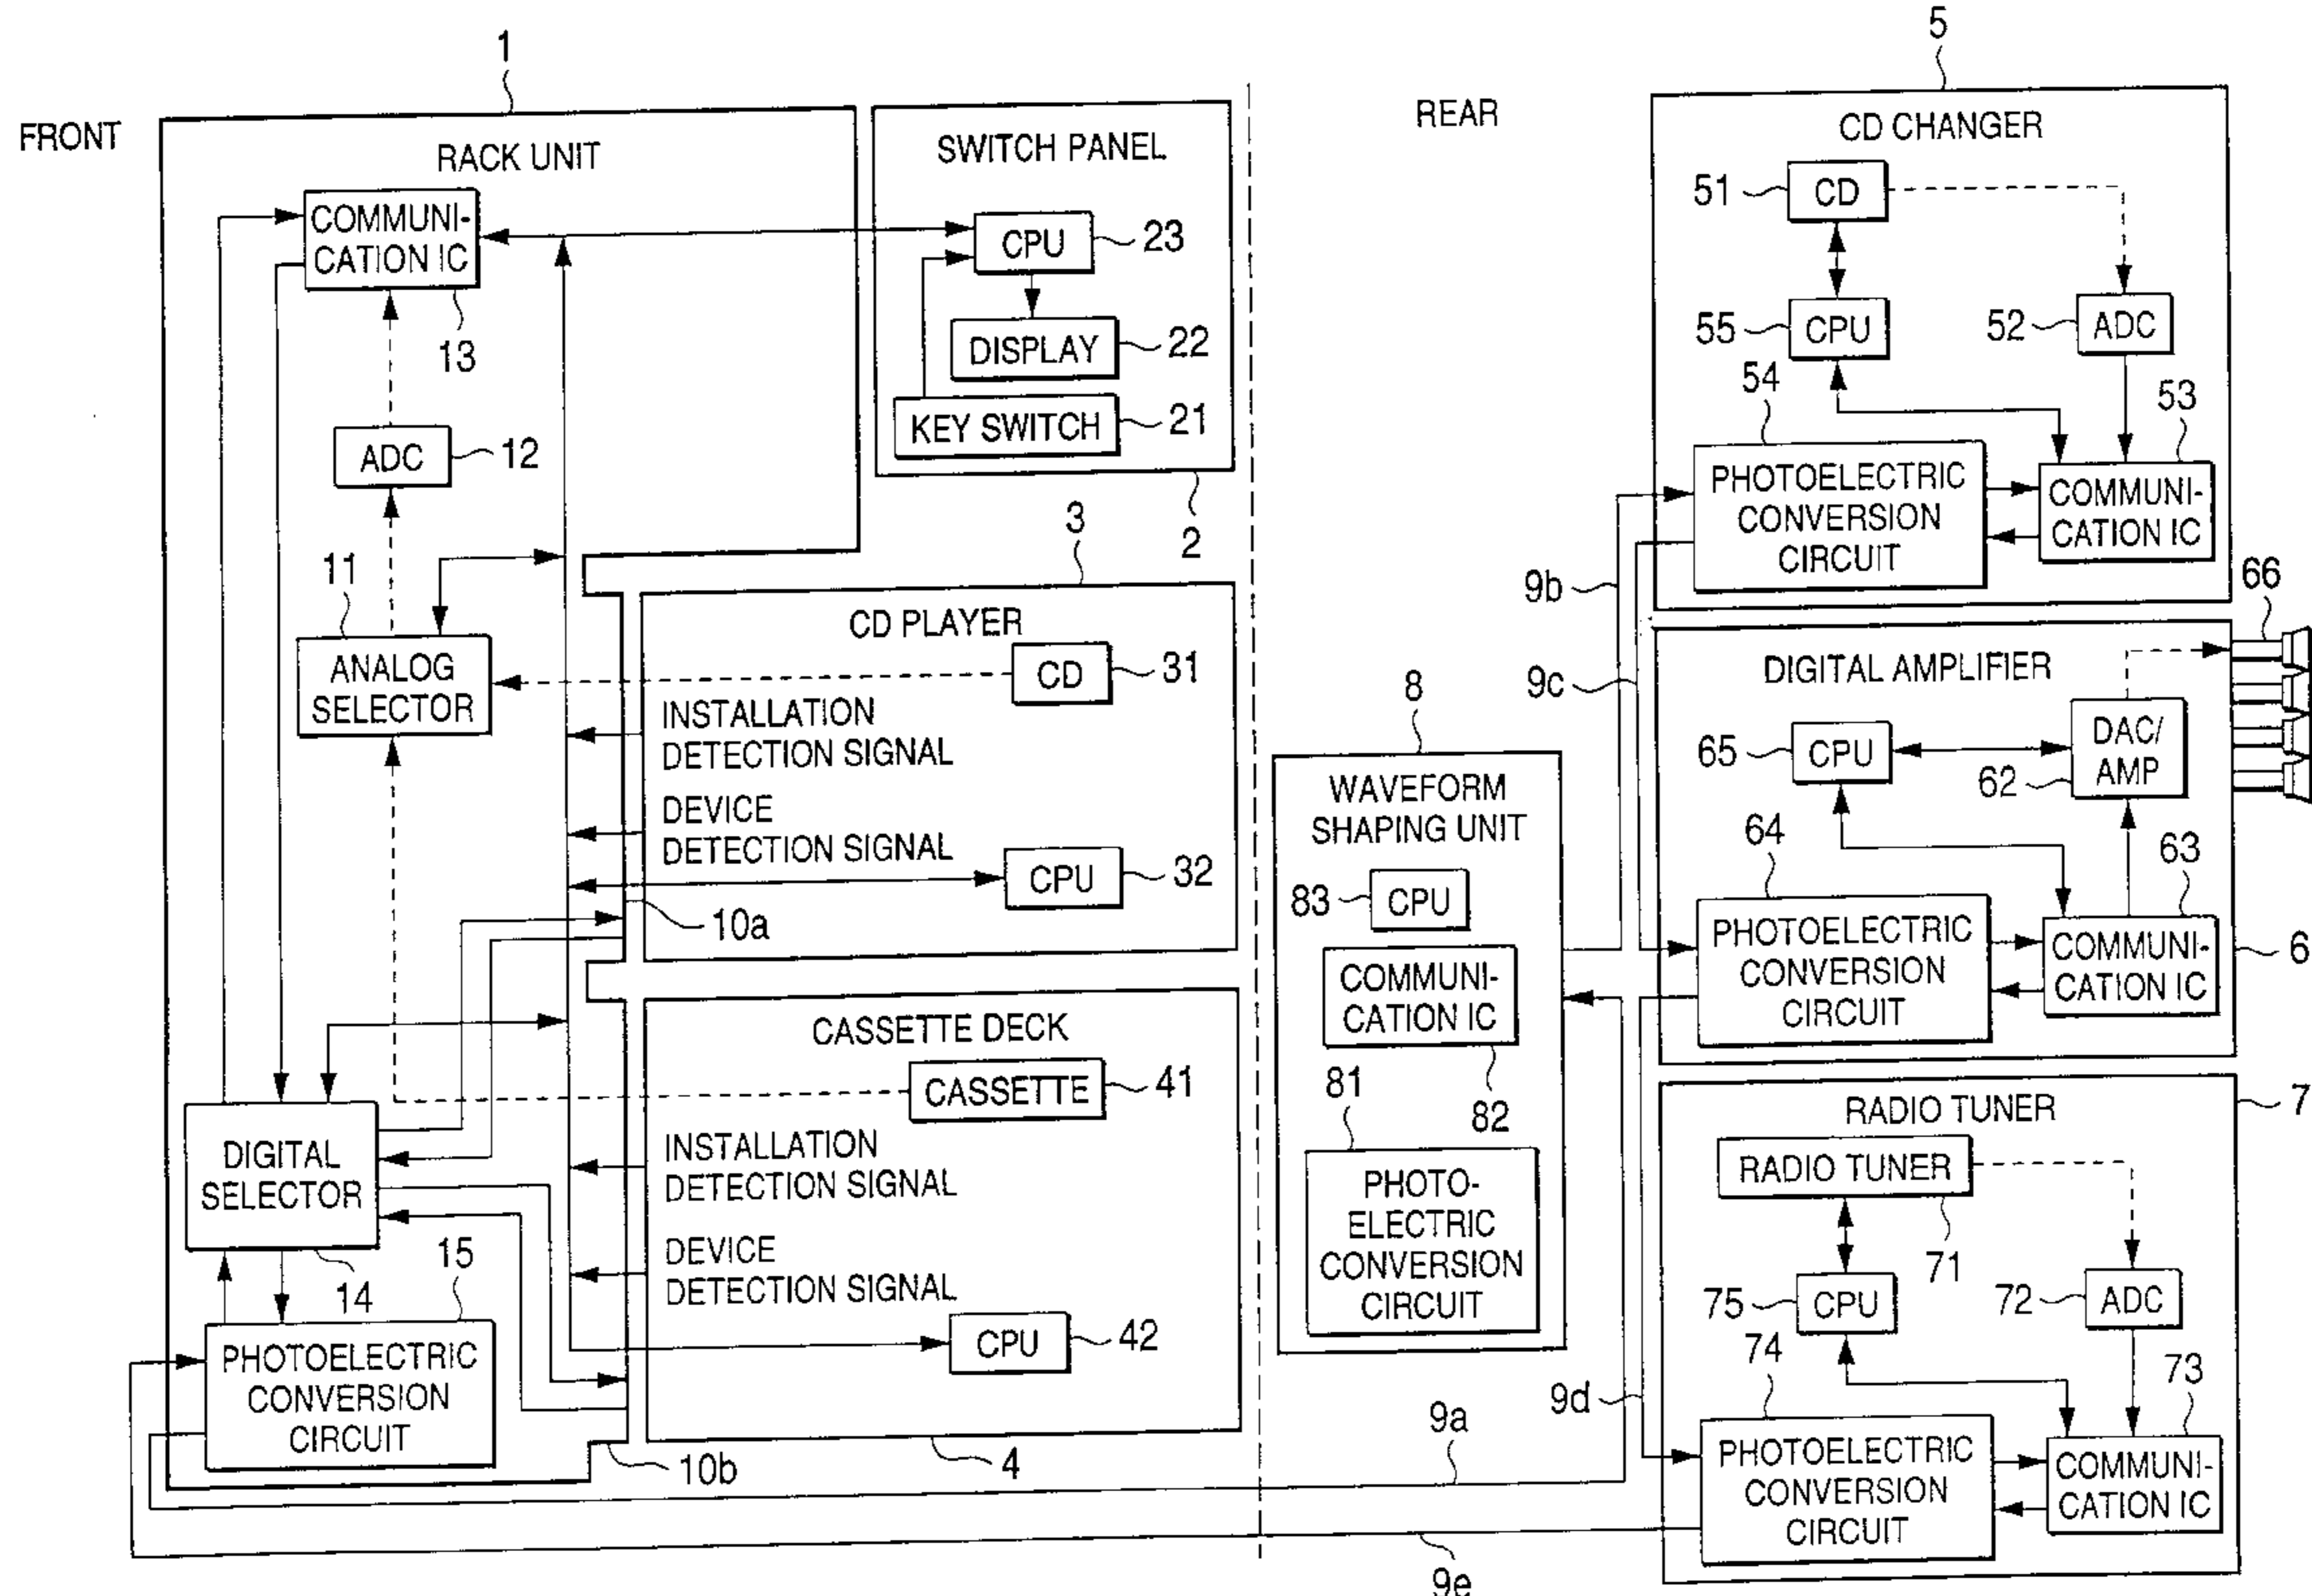 FRONT
1
RACK UNIT
COMMUNI-
CATION IC
13
ADC
12
11
ANALOG
SELECTOR
DIGITAL
SELECTOR
14
15
PHOTOELECTRIC
CONVERSION
CIRCUIT
SWITCH PANEL
CPU
23
DISPLAY
22
KEY SWITCH
21
2
3
CD PLAYER
CD
31
INSTALLATION
DETECTION SIGNAL
DEVICE
DETECTION SIGNAL
CPU
32
10a
CASSETTE DECK
CASSETTE
41
INSTALLATION
DETECTION SIGNAL
DEVICE
DETECTION SIGNAL
CPU
42
10b
4
REAR
8
WAVEFORM
SHAPING UNIT
83
CPU
COMMUNI-
CATION IC
82
81
PHOTO-
ELECTRIC
CONVERSION
CIRCUIT
9a
9e
9b
9c
9d
5
CD CHANGER
51
CD
55
CPU
52
ADC
54
53
PHOTOELECTRIC
CONVERSION
CIRCUIT
COMMUNI-
CATION IC
66
DIGITAL AMPLIFIER
65
CPU
DAC/
AMP
62
64
63
PHOTOELECTRIC
CONVERSION
CIRCUIT
COMMUNI-
CATION IC
6
7
RADIO TUNER
RADIO TUNER
71
75
CPU
72
ADC
74
73
PHOTOELECTRIC
CONVERSION
CIRCUIT
COMMUNI-
CATION IC